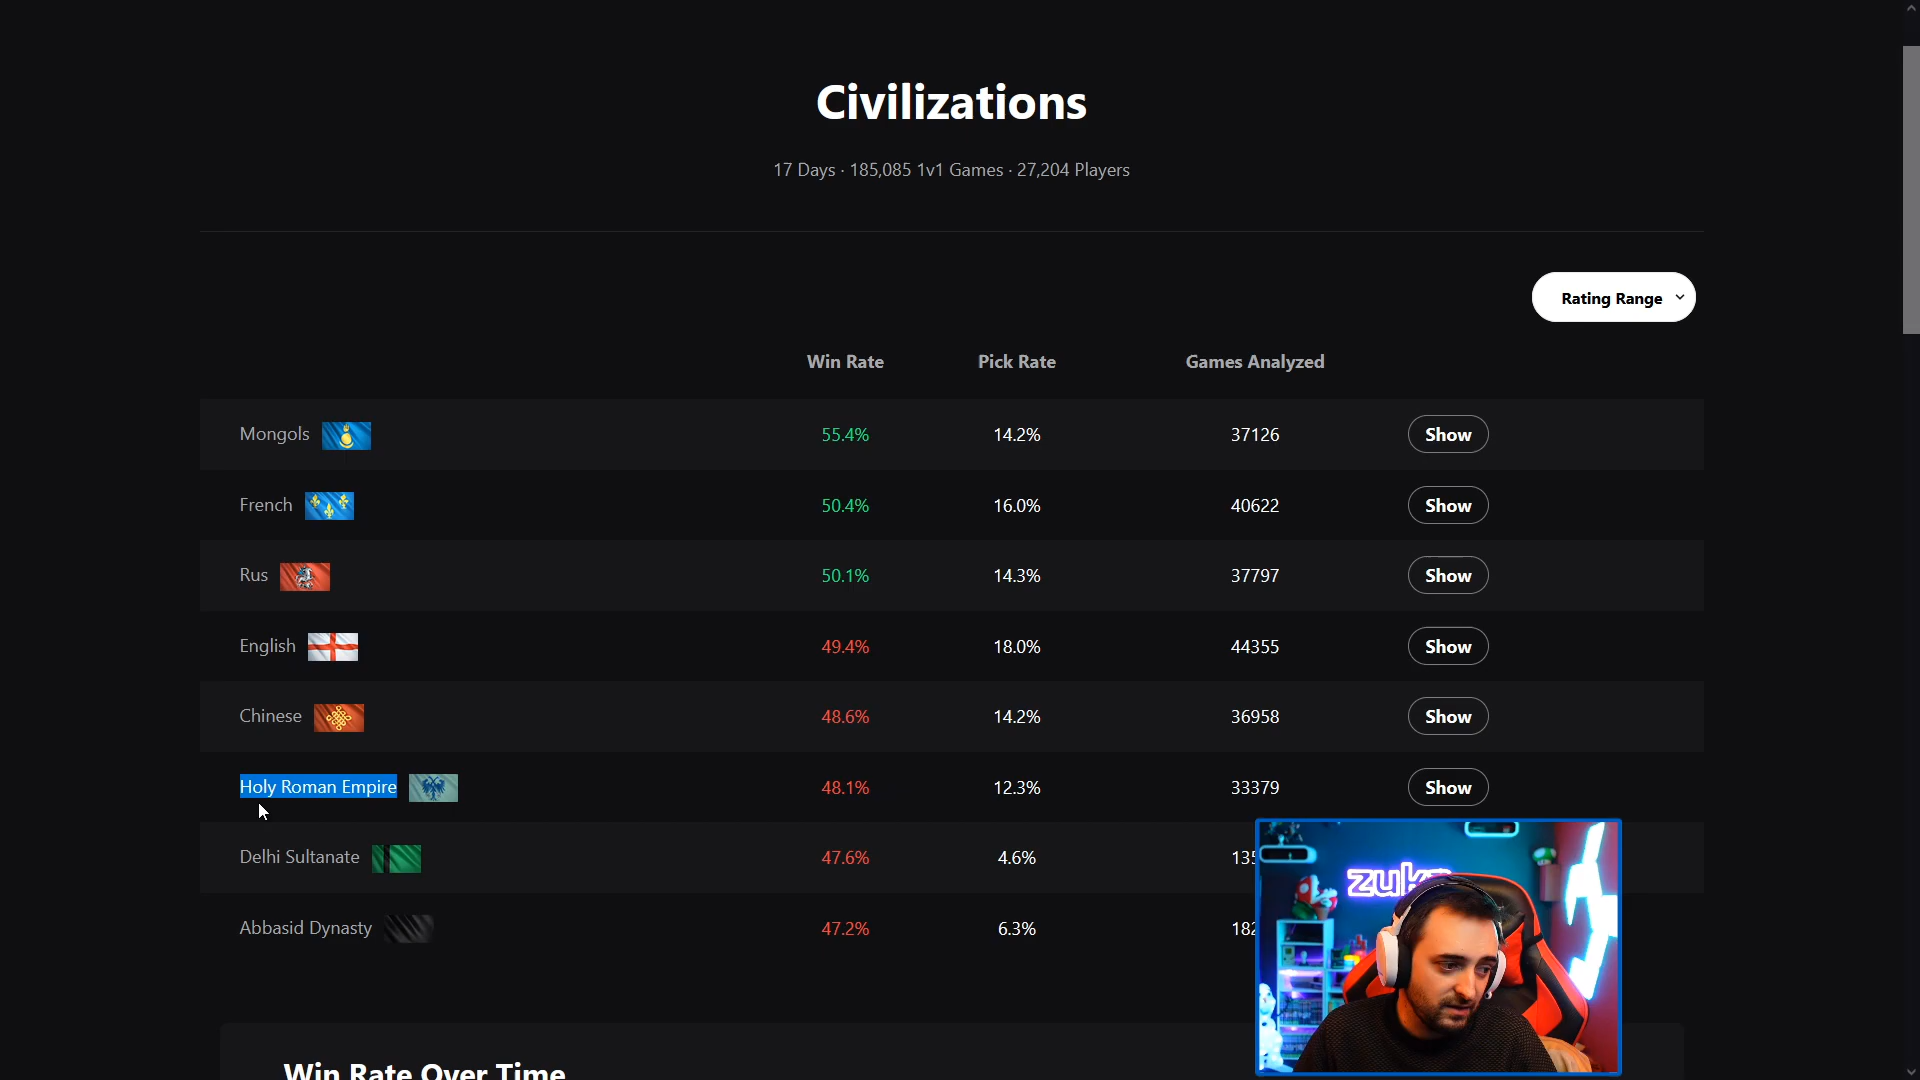 Civilizations
17 Days · 185,085 1v1 Games · 27,204 Players
Rating Range
Win Rate Pick Rate Games Analyzed
Mongols 55.4% 14.2% 37126 Show
French 50.4% 16.0% 40622 Show
Rus 50.1% 14.3% 37797 Show
English 49.4% 18.0% 44355 Show
Chinese 48.6% 14.2% 36958 Show
Holy Roman Empire 48.1% 12.3% 33379 Show
Delhi Sultanate 47.6% 4.6%
Abbasid Dynasty 47.2% 6.3%
Win Rate Over Time